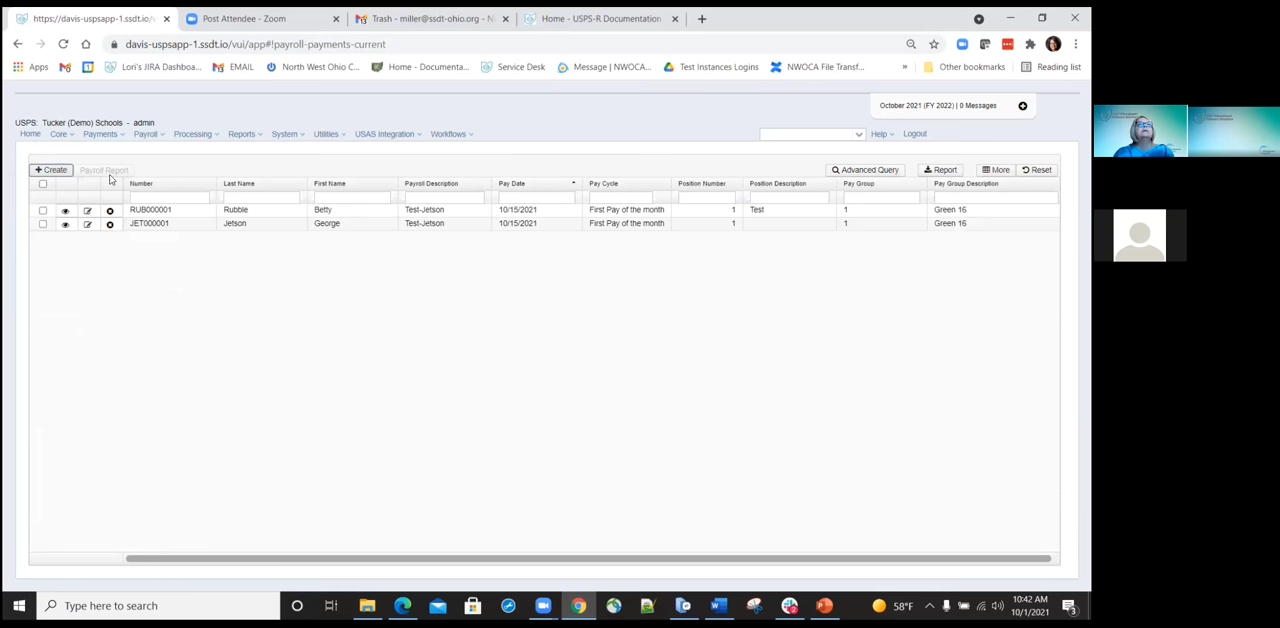 https://davis-uspsapp-1.ssdt.io/v
Post Attendee - Zoom
Trash - miller@ssdt-ohio.org - N
Home - USPS-R Documentation
davis-uspsapp-1.ssdt.io/vui/app#!payroll-payments-current
Apps
Lori's JIRA Dashboa...
EMAIL
North West Ohio C...
Home - Documenta...
Service Desk
Message | NWOCA...
Test Instances Logins
NWOCA File Transf...
»
Other bookmarks
Reading list
October 2021 (FY 2022) | 0 Messages
USPS: Tucker (Demo) Schools - admin
Home Core Payments Payroll Processing Reports System Utilities USAS Integration Workflows Help Logout
+ Create Payroll Report Advanced Query Report More Reset
Number Last Name First Name Payroll Description Pay Date Pay Cycle Position Number Position Description Pay Group Pay Group Description
RUB000001 Rubble Betty Test-Jetson 10/15/2021 First Pay of the month 1 Test 1 Green 16
JET000001 Jetson George Test-Jetson 10/15/2021 First Pay of the month 1 1 Green 16
Type here to search
58°F
10:42 AM
10/1/2021
3